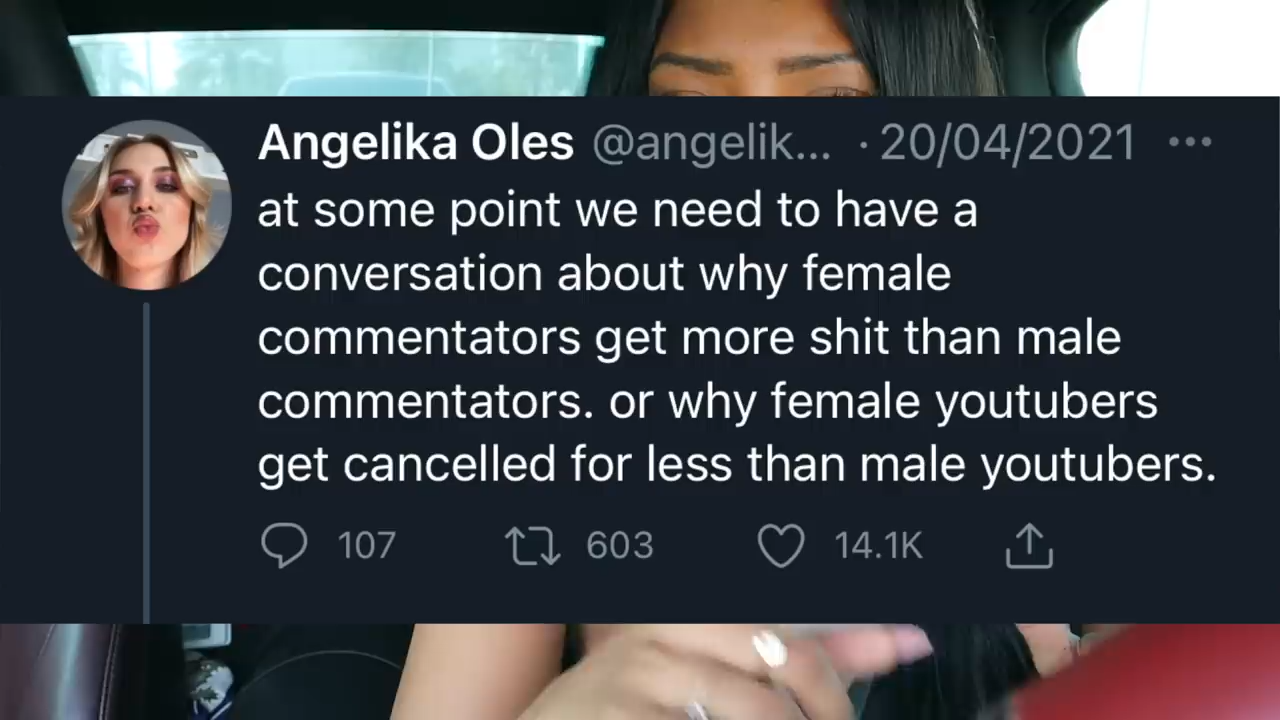 Angelika Oles @angelik... · 20/04/2021
at some point we need to have a
conversation about why female
commentators get more shit than male
commentators. or why female youtubers
get cancelled for less than male youtubers.
107 603 14.1K